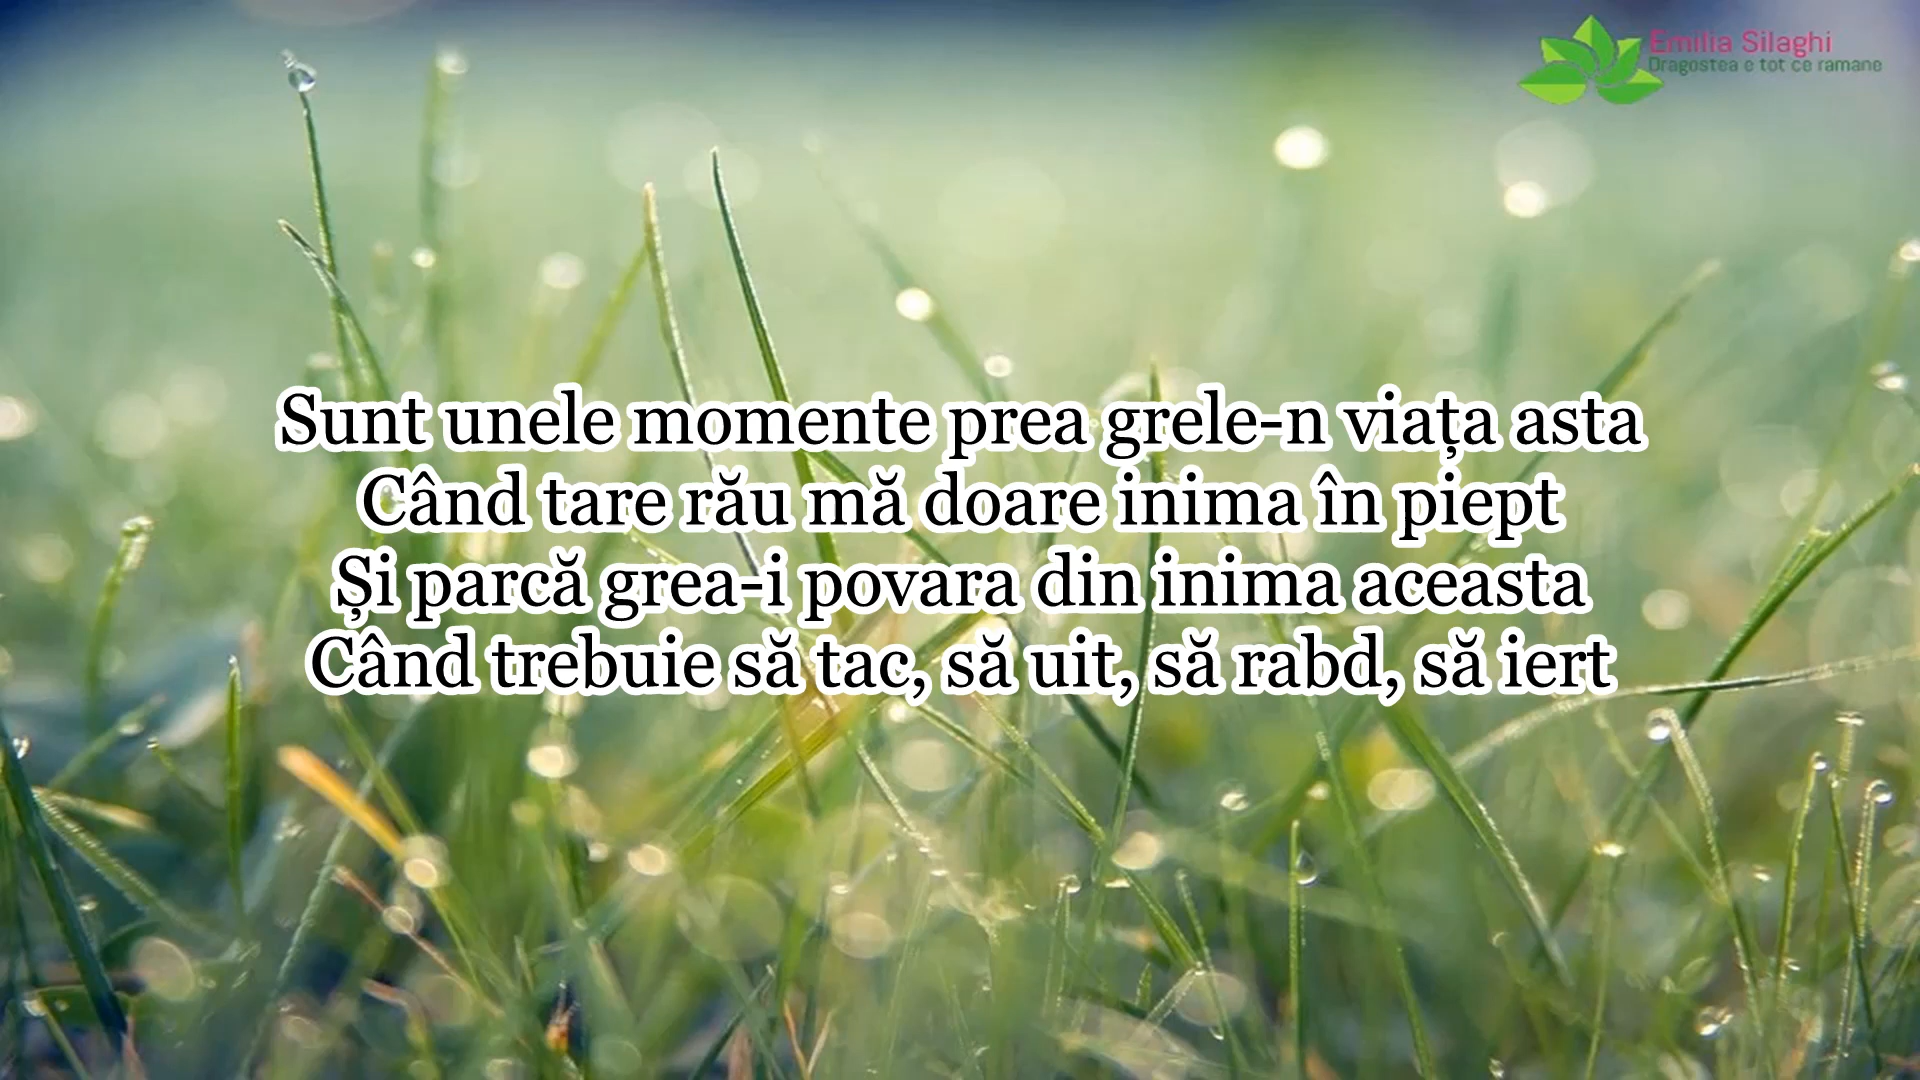 Emilia Silaghi
Dragostea e tot ce ramane
Sunt unele momente prea grele-n viața asta
Când tare rău mă doare inima în piept
Și parcă grea-i povara din inima aceasta
Când trebuie să tac, să uit, să rabd, să iert